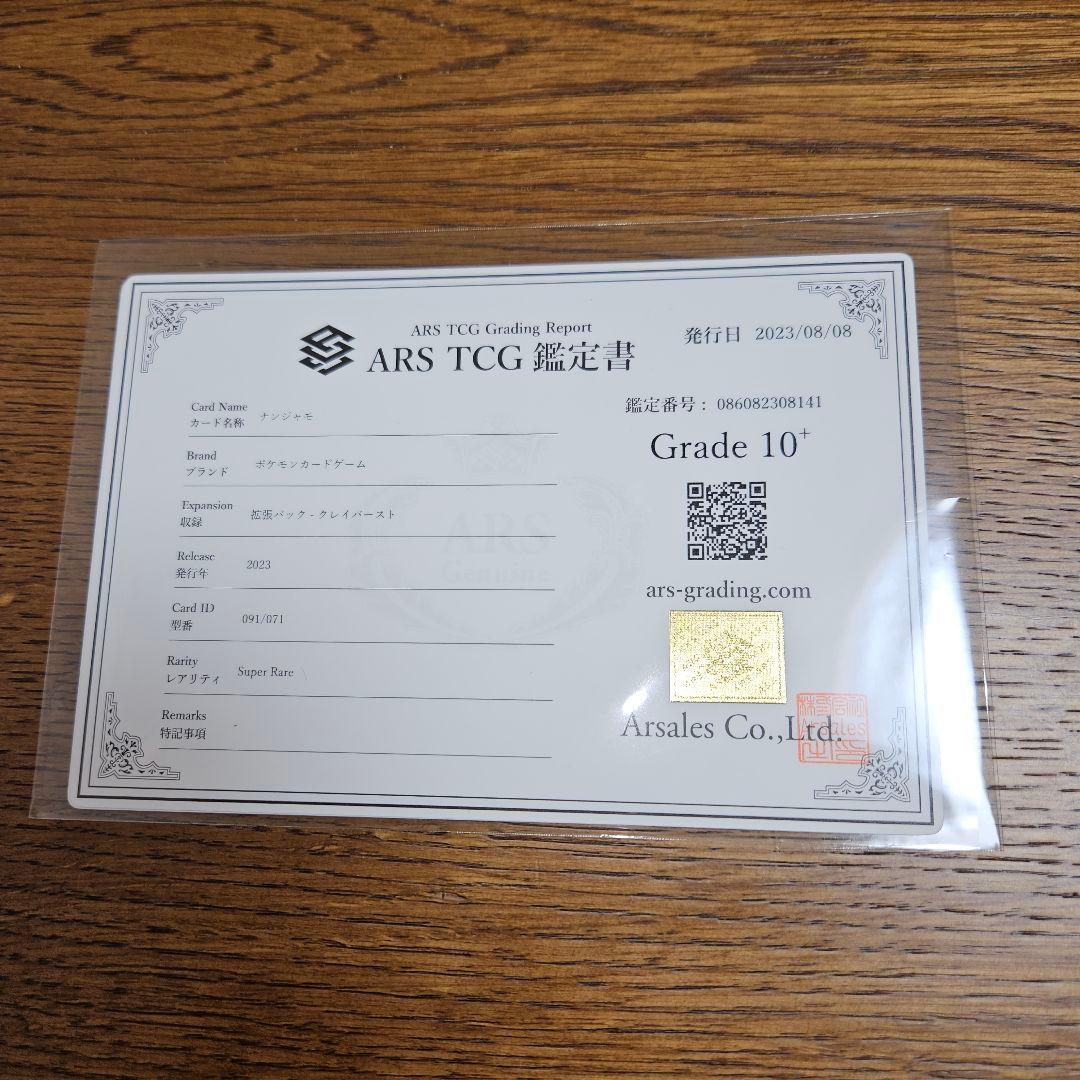 ARS TCG Grading Report
ARS TCG 鑑定書
発行日 2023/08/08
Card Name
カード名称 ナンジャモ
Brand
ブランド ポケモンカードゲーム
Expansion
収録 拡張パック - クレイバースト
Release
発行年 2023
Card ID
型番 091/071
Rarity
レアリティ Super Rare
Remarks
特記事項 -
鑑定番号: 086082308141
Grade 10+
ars-grading.com
Arsales Co.,Ltd.
株式会社
Arsales
ARS
Genuine